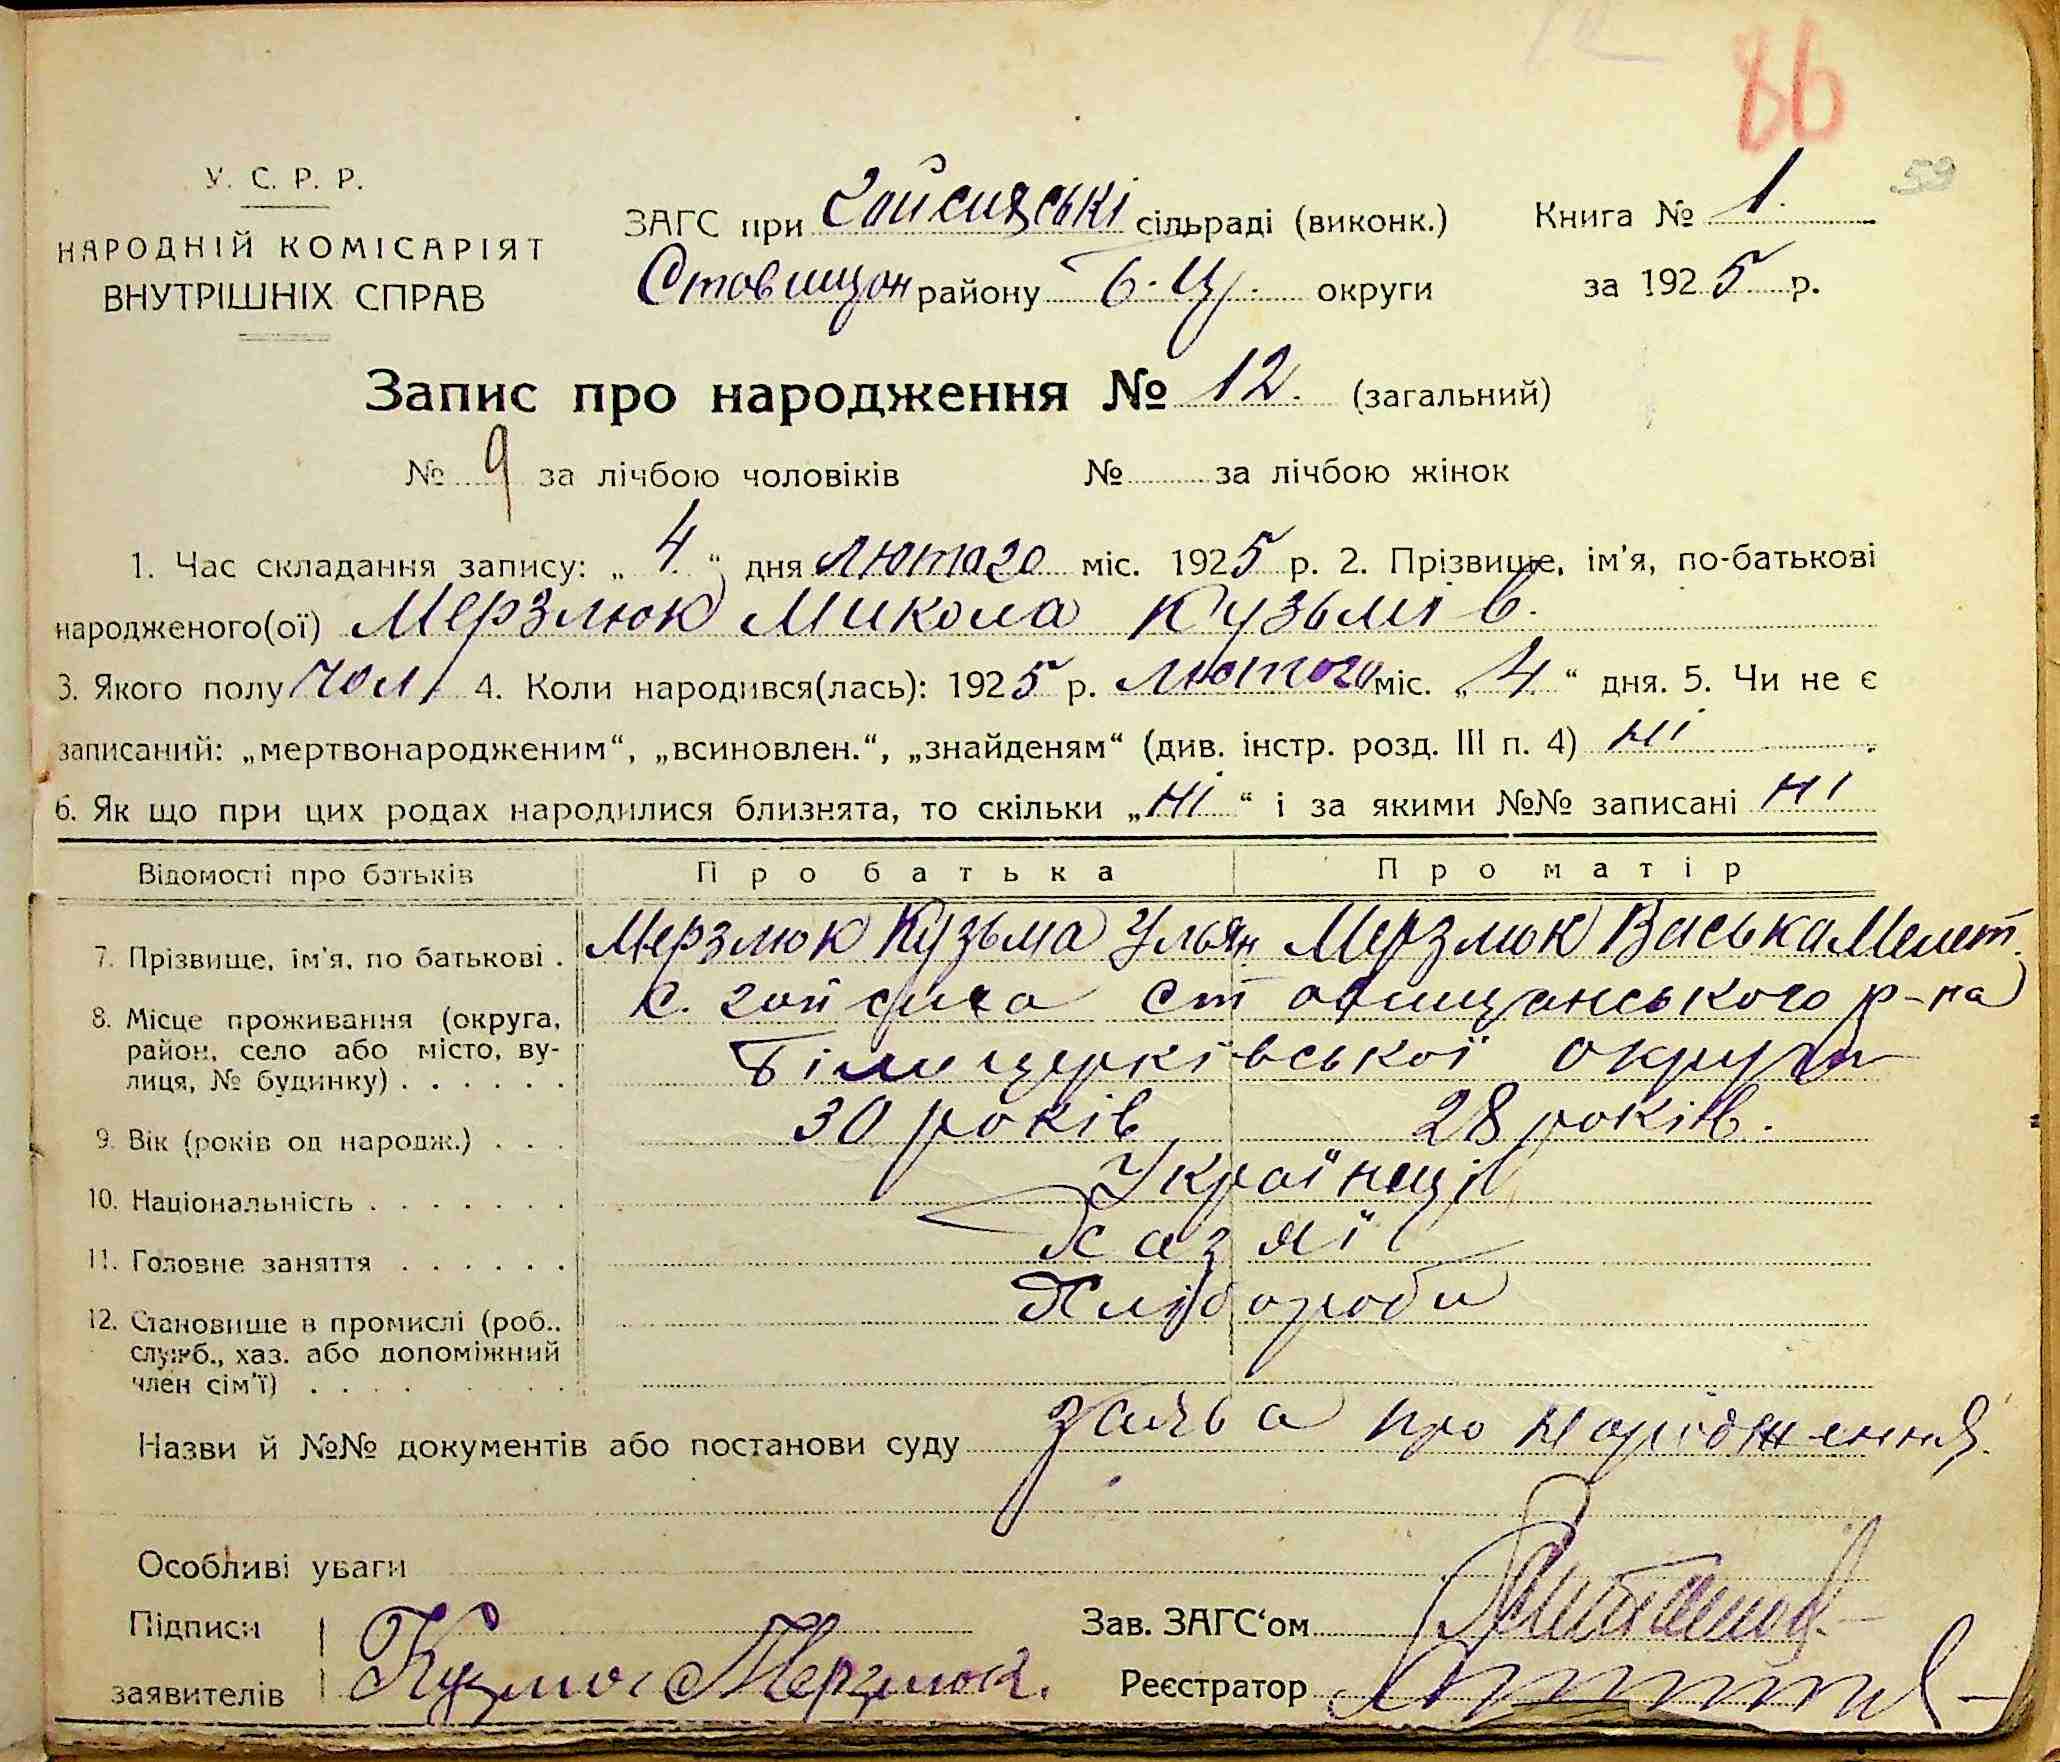 86
59
У. С. Р. Р.
НАРОДНІЙ КОМІСАРІЯТ
ВНУТРІШНІХ СПРАВ
ЗАГС при сільраді (виконк.) Книга № 1.
Ставищан району Б. Ц. округи за 1925 р.
Запис про народження № 12. (загальний)
№ 9 за лічбою чоловіків № за лічбою жінок
1. Час складання запису: „ 4 “ дня лютого міс. 1925 р. 2. Прізвище, ім'я, по-батькові
народженого(ої) Мерзлюк Микола Кузьмів.
3. Якого полу чол 4. Коли народився(лась): 1925 р. лютого міс. „ 4 “ дня. 5. Чи не є
записаний: „мертвонародженим“, „всиновлен.“, „знайденям“ (див. інстр. розд. III п. 4) ні
6. Як що при цих родах народилися близнята, то скільки „ ні “ і за якими №№ записані ні
Відомості про батьків Про батька Про матір
7. Прізвище, ім'я, по батькові . Мерзлюк Кузьма Ульян Мерзлюк Васька Мелет.
8. Місце проживання (округа, с. р-на
район, село або місто, ву- Білоцерківської округи
лиця, № будинку) . . . . . .
9. Вік (років од народж.) . . . 30 років 28 років.
10. Національність . . . . . . . Українці
11. Головне заняття . . . . . . Хазяї
12. Становище в промислі (роб.. Хлібороби
служб., хаз. або допоміжний
член сім'ї) . . . . . . . . .
Назви й №№ документів або постанови суду заява про народження.
Особливі уваги
Підписи Зав. ЗАГС'ом
заявителів Кузма Мерзлюк. Реєстратор